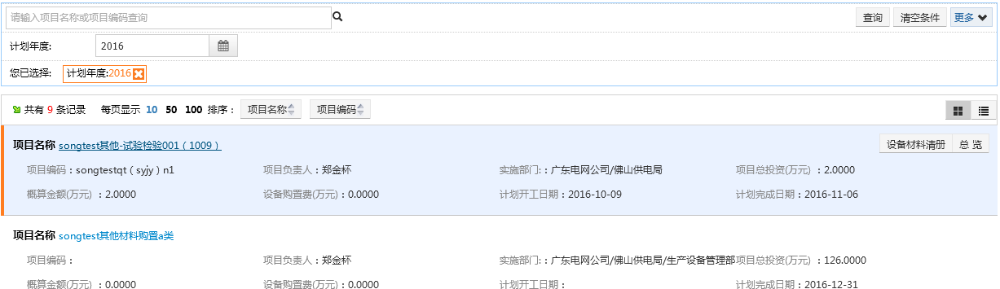 请输入项目名称或项目编码查询 查询 清空条件 更多
计划年度: 2016
您已选择: 计划年度:2016
共有 9 条记录 每页显示 10 50 100 排序： 项目名称 项目编码
项目名称 songtest其他-试验检验001（1009） 设备材料清册 总 览
项目编码：songtestqt（syjy）n1 项目负责人：郑金杯 实施部门:：广东电网公司/佛山供电局 项目总投资(万元) ：2.0000
概算金额(万元) ：2.0000 设备购置费(万元)：0.0000 计划开工日期：2016-10-09 计划完成日期：2016-11-06
项目名称 songtest其他材料购置a类
项目编码： 项目负责人：郑金杯 实施部门:：广东电网公司/佛山供电局/生产设备管理部 项目总投资(万元) ：126.0000
概算金额(万元) ：0.0000 设备购置费(万元)：0.0000 计划开工日期： 计划完成日期：2016-12-31